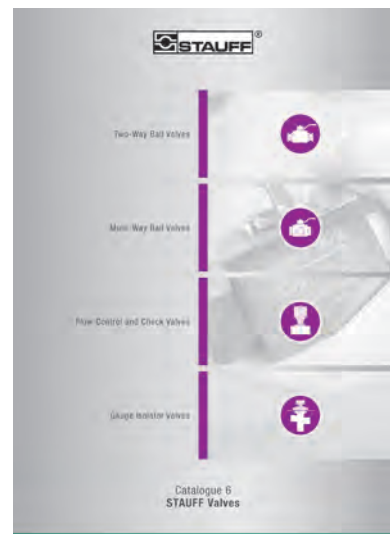 STAUFF®
Two-Way Ball Valves
Multi-Way Ball Valves
Flow Control and Check Valves
Gauge Isolator Valves
Catalogue 6
STAUFF Valves